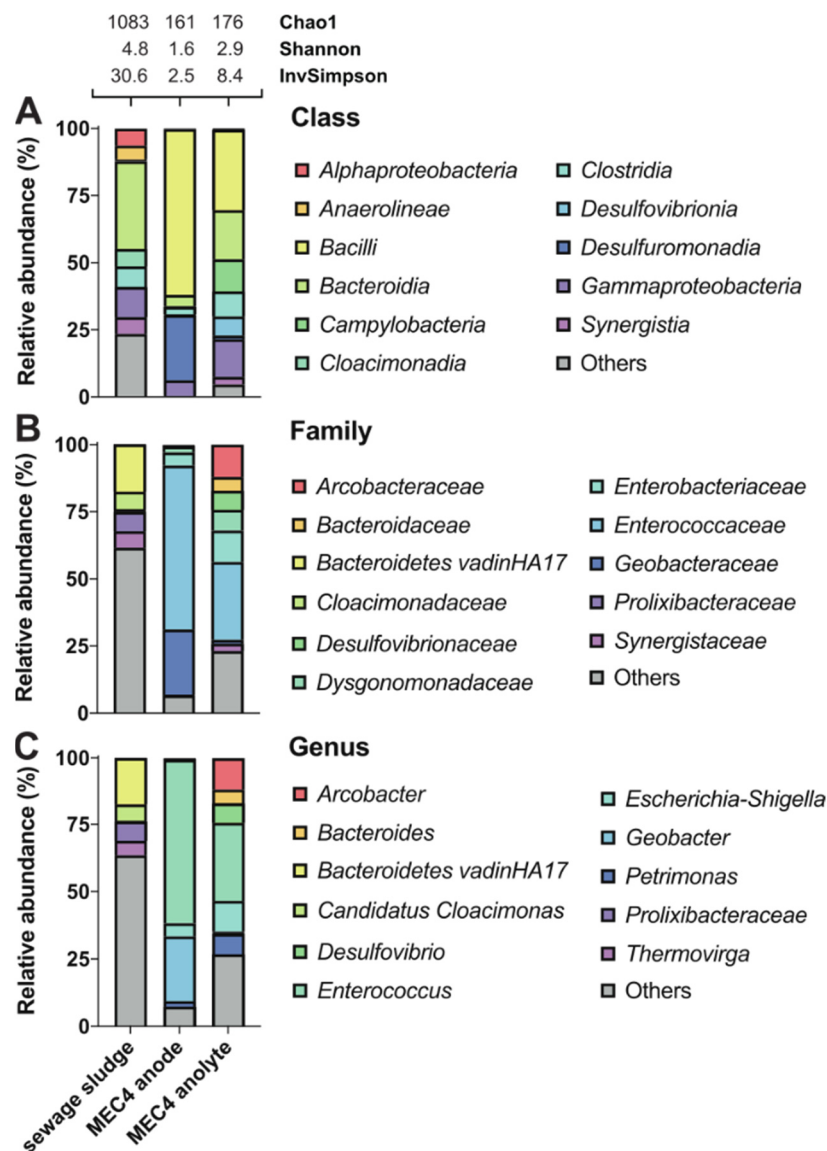 1083 161 176 Chao1
4.8 1.6 2.9 Shannon
30.6 2.5 8.4 InvSimpson
A
Class
Relative abundance (%)
100
75
50
25
0
Alphaproteobacteria
Anaerolineae
Bacilli
Bacteroidia
Campylobacteria
Cloacimonadia
Clostridia
Desulfovibrionia
Desulfuromonadia
Gammaproteobacteria
Synergistia
Others
B
Family
Relative abundance (%)
100
75
50
25
0
Arcobacteraceae
Bacteroidaceae
Bacteroidetes vadinHA17
Cloacimonadaceae
Desulfovibrionaceae
Dysgonomonadaceae
Enterobacteriaceae
Enterococcaceae
Geobacteraceae
Prolixibacteraceae
Synergistaceae
Others
C
Genus
Relative abundance (%)
100
75
50
25
0
Arcobacter
Bacteroides
Bacteroidetes vadinHA17
Candidatus Cloacimonas
Desulfovibrio
Enterococcus
Escherichia-Shigella
Geobacter
Petrimonas
Prolixibacteraceae
Thermovirga
Others
sewage sludge
MEC4 anode
MEC4 anolyte